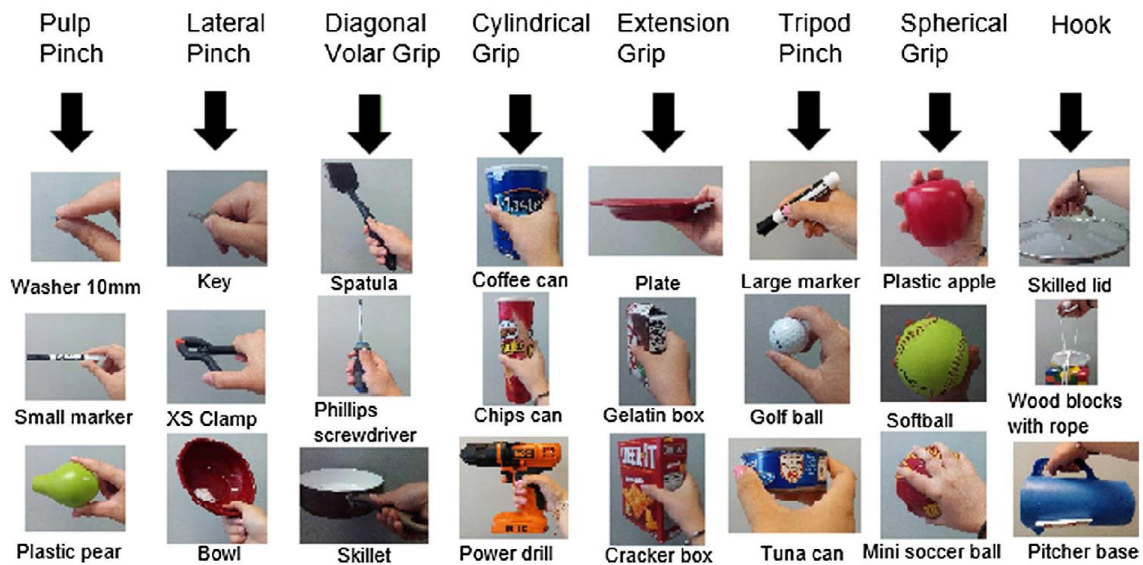 Pulp
Pinch
Lateral
Pinch
Diagonal
Volar Grip
Cylindrical
Grip
Extension
Grip
Tripod
Pinch
Spherical
Grip
Hook
Washer 10mm
Key
Spatula
Coffee can
Plate
Large marker
Plastic apple
Skilled lid
Small marker
XS Clamp
Phillips
screwdriver
Chips can
Gelatin box
Golf ball
Softball
Wood blocks
with rope
Plastic pear
Bowl
Skillet
Power drill
Cracker box
Tuna can
Mini soccer ball
Pitcher base